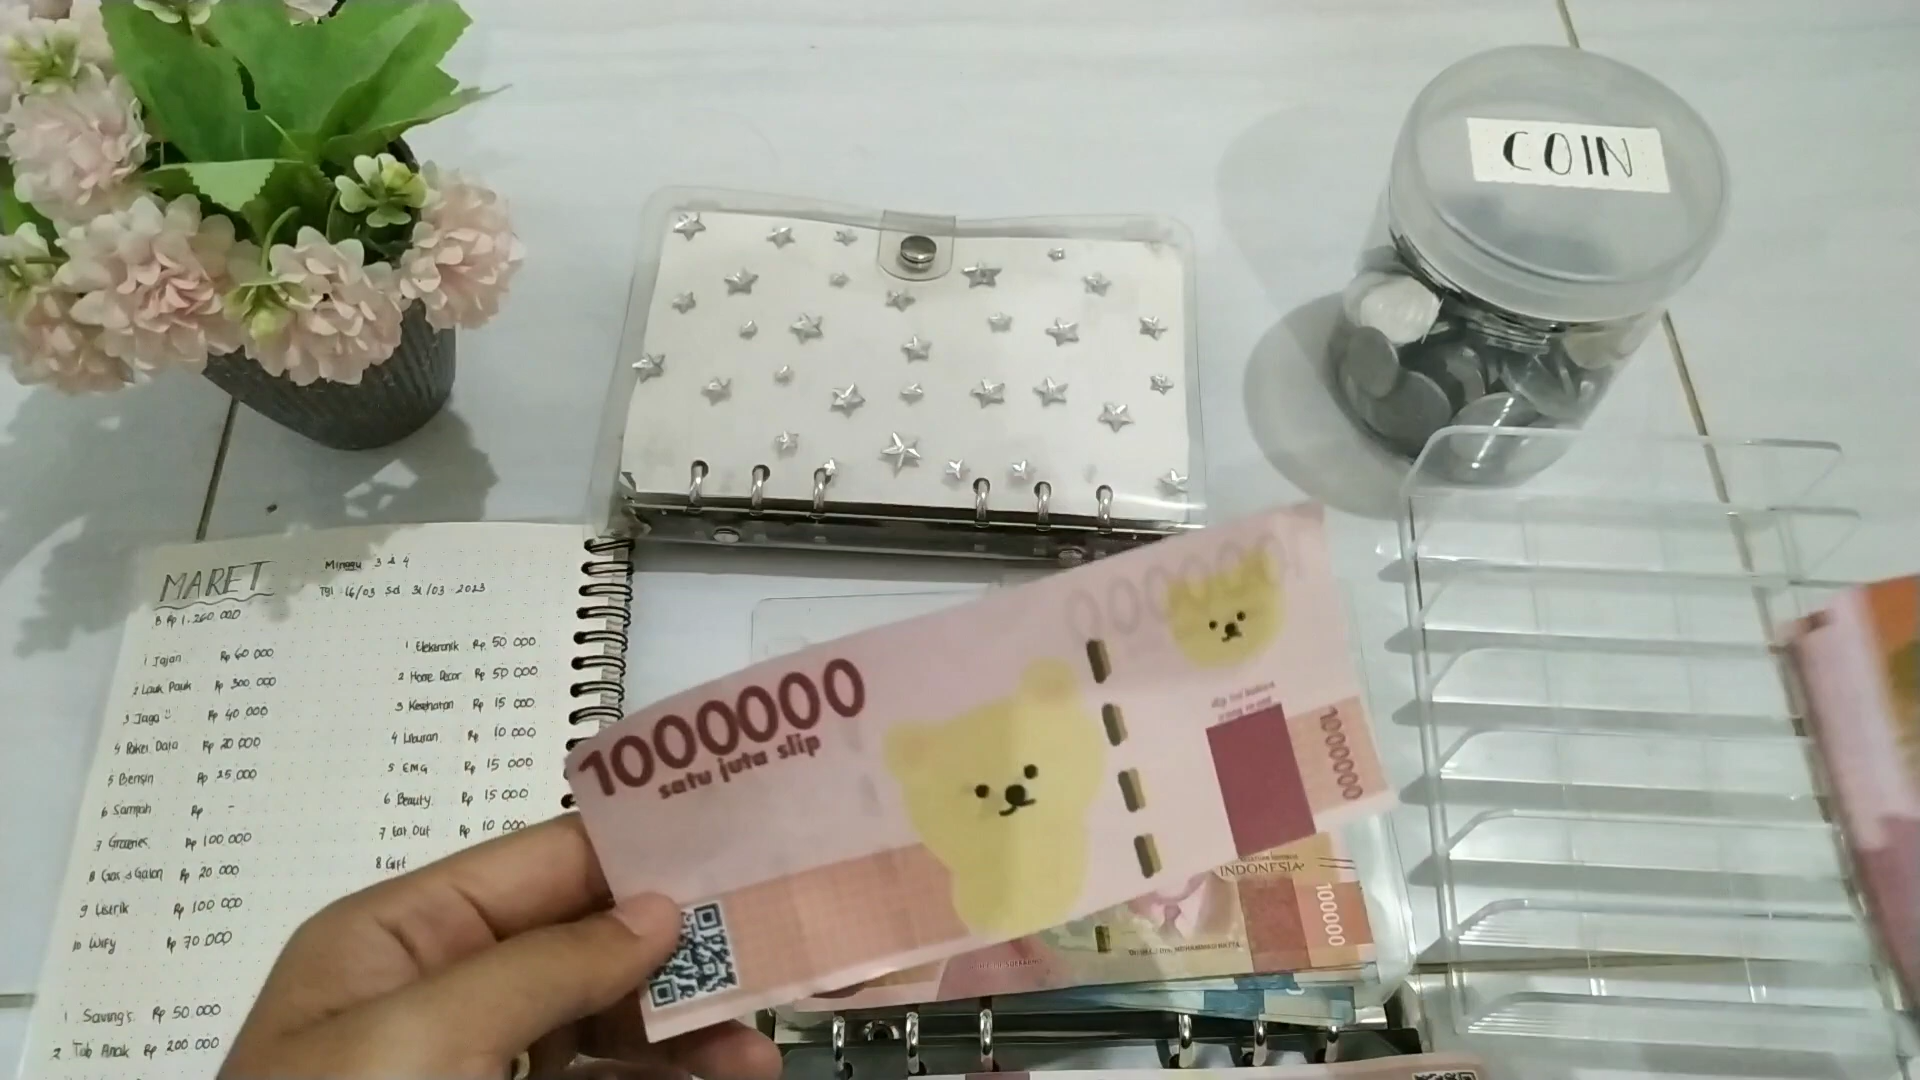 COIN
MARET
Minggu 3 & 4
Tgl 16/03 sd 31/03 - 2023
B Rp 1.260.000
1 Jajan Rp 60 000
2 Lauk Pauk Rp 300.000
3 Jaga" Rp 40 000
4 Paket Data Rp 20 000
5 Bensin Rp 25 000
6 Sampah Rp -
7 Groceries Rp 100 000
8 Gas & Galon Rp 20 000
9 Listrik Rp 100 000
10 Wify Rp 70 000
1 Elektronik Rp 50 000
2 Home Decor Rp 50 000
3 Kesehatan Rp 15 000
4 Liburan Rp 10 000
5 EMG Rp 15 000
6 Beauty Rp 15 000
7 Eat Out Rp 10 000
8 Gift
1 Saving's Rp 50.000
2 Tab Anak Rp 200 000
1000000
satu juta slip
000000
slip ini bukan
1000000
INDONESIA
100000